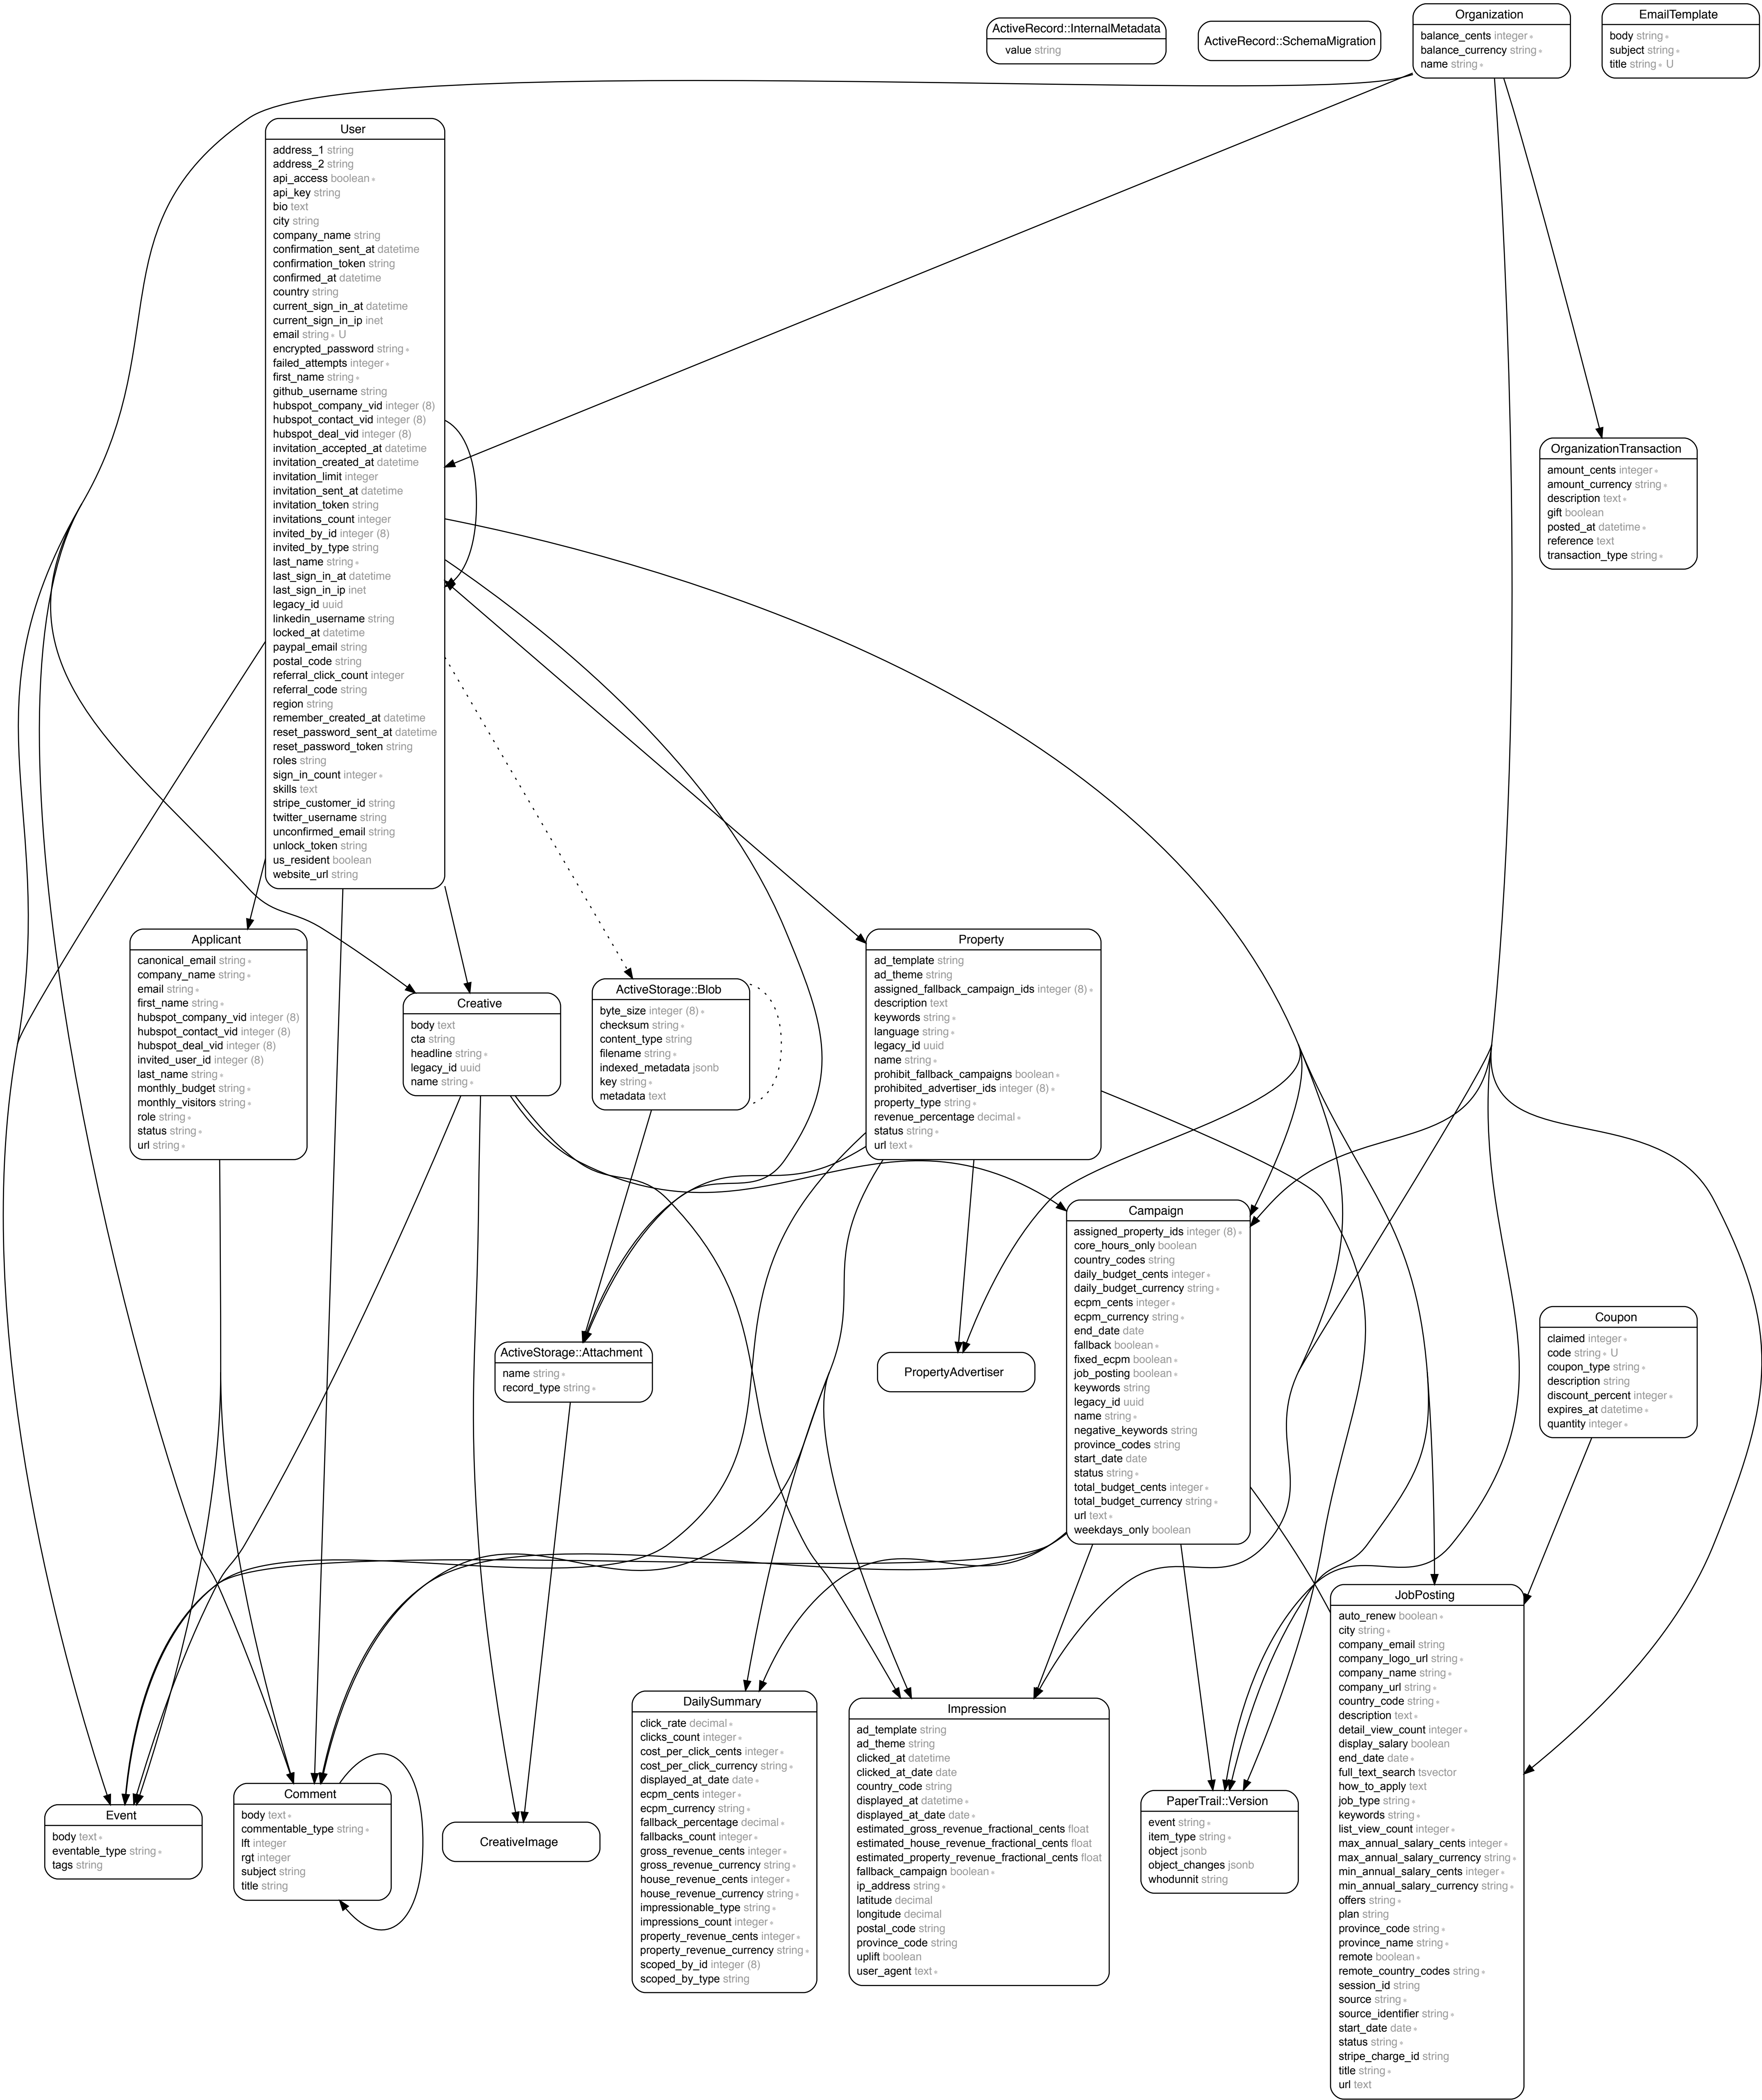 ActiveRecord::InternalMetadata
value string
ActiveRecord::SchemaMigration
Organization
balance_cents integer ∗
balance_currency string ∗
name string ∗
EmailTemplate
body string ∗
subject string ∗
title string ∗ U
User
address_1 string
address_2 string
api_access boolean ∗
api_key string
bio text
city string
company_name string
confirmation_sent_at datetime
confirmation_token string
confirmed_at datetime
country string
current_sign_in_at datetime
current_sign_in_ip inet
email string ∗ U
encrypted_password string ∗
failed_attempts integer ∗
first_name string ∗
github_username string
hubspot_company_vid integer (8)
hubspot_contact_vid integer (8)
hubspot_deal_vid integer (8)
invitation_accepted_at datetime
invitation_created_at datetime
invitation_limit integer
invitation_sent_at datetime
invitation_token string
invitations_count integer
invited_by_id integer (8)
invited_by_type string
last_name string ∗
last_sign_in_at datetime
last_sign_in_ip inet
legacy_id uuid
linkedin_username string
locked_at datetime
paypal_email string
postal_code string
referral_click_count integer
referral_code string
region string
remember_created_at datetime
reset_password_sent_at datetime
reset_password_token string
roles string
sign_in_count integer ∗
skills text
stripe_customer_id string
twitter_username string
unconfirmed_email string
unlock_token string
us_resident boolean
website_url string
OrganizationTransaction
amount_cents integer ∗
amount_currency string ∗
description text ∗
gift boolean
posted_at datetime ∗
reference text
transaction_type string ∗
Applicant
canonical_email string ∗
company_name string ∗
email string ∗
first_name string ∗
hubspot_company_vid integer (8)
hubspot_contact_vid integer (8)
hubspot_deal_vid integer (8)
invited_user_id integer (8)
last_name string ∗
monthly_budget string ∗
monthly_visitors string ∗
role string ∗
status string ∗
url string ∗
Creative
body text
cta string
headline string ∗
legacy_id uuid
name string ∗
ActiveStorage::Blob
byte_size integer (8) ∗
checksum string ∗
content_type string
filename string ∗
indexed_metadata jsonb
key string ∗
metadata text
Property
ad_template string
ad_theme string
assigned_fallback_campaign_ids integer (8) ∗
description text
keywords string ∗
language string ∗
legacy_id uuid
name string ∗
prohibit_fallback_campaigns boolean ∗
prohibited_advertiser_ids integer (8) ∗
property_type string ∗
revenue_percentage decimal ∗
status string ∗
url text ∗
Campaign
assigned_property_ids integer (8) ∗
core_hours_only boolean
country_codes string
daily_budget_cents integer ∗
daily_budget_currency string ∗
ecpm_cents integer ∗
ecpm_currency string ∗
end_date date
fallback boolean ∗
fixed_ecpm boolean ∗
job_posting boolean ∗
keywords string
legacy_id uuid
name string ∗
negative_keywords string
province_codes string
start_date date
status string ∗
total_budget_cents integer ∗
total_budget_currency string ∗
url text ∗
weekdays_only boolean
Coupon
claimed integer ∗
code string ∗ U
coupon_type string ∗
description string
discount_percent integer ∗
expires_at datetime ∗
quantity integer ∗
ActiveStorage::Attachment
name string ∗
record_type string ∗
PropertyAdvertiser
JobPosting
auto_renew boolean ∗
city string ∗
company_email string
company_logo_url string ∗
company_name string ∗
company_url string ∗
country_code string ∗
description text ∗
detail_view_count integer ∗
display_salary boolean
end_date date ∗
full_text_search tsvector
how_to_apply text
job_type string ∗
keywords string ∗
list_view_count integer ∗
max_annual_salary_cents integer ∗
max_annual_salary_currency string ∗
min_annual_salary_cents integer ∗
min_annual_salary_currency string ∗
offers string ∗
plan string
province_code string ∗
province_name string ∗
remote boolean ∗
remote_country_codes string ∗
session_id string
source string ∗
source_identifier string ∗
start_date date ∗
status string ∗
stripe_charge_id string
title string ∗
url text
DailySummary
click_rate decimal ∗
clicks_count integer ∗
cost_per_click_cents integer ∗
cost_per_click_currency string ∗
displayed_at_date date ∗
ecpm_cents integer ∗
ecpm_currency string ∗
fallback_percentage decimal ∗
fallbacks_count integer ∗
gross_revenue_cents integer ∗
gross_revenue_currency string ∗
house_revenue_cents integer ∗
house_revenue_currency string ∗
impressionable_type string ∗
impressions_count integer ∗
property_revenue_cents integer ∗
property_revenue_currency string ∗
scoped_by_id integer (8)
scoped_by_type string
Impression
ad_template string
ad_theme string
clicked_at datetime
clicked_at_date date
country_code string
displayed_at datetime ∗
displayed_at_date date ∗
estimated_gross_revenue_fractional_cents float
estimated_house_revenue_fractional_cents float
estimated_property_revenue_fractional_cents float
fallback_campaign boolean ∗
ip_address string ∗
latitude decimal
longitude decimal
postal_code string
province_code string
uplift boolean
user_agent text ∗
Event
body text ∗
eventable_type string ∗
tags string
Comment
body text ∗
commentable_type string ∗
lft integer
rgt integer
subject string
title string
CreativeImage
PaperTrail::Version
event string ∗
item_type string ∗
object jsonb
object_changes jsonb
whodunnit string